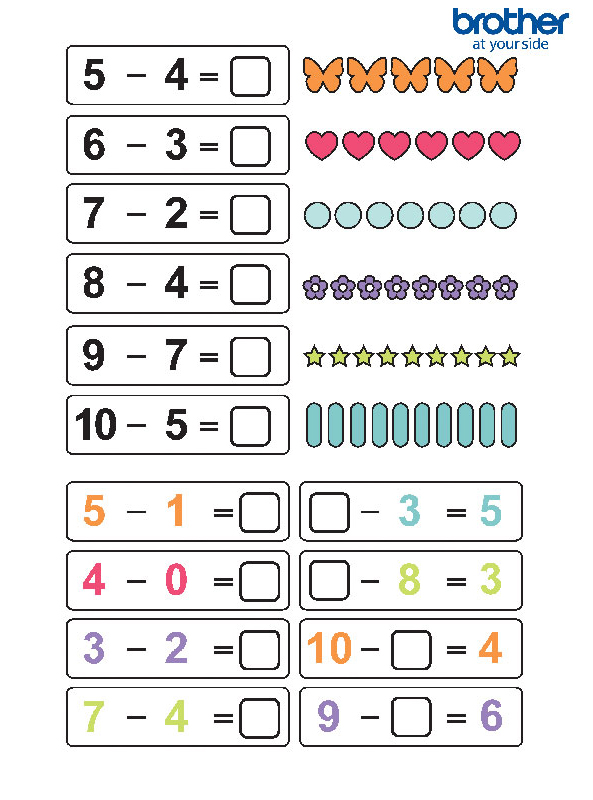 brother
at your side
5 - 4 = □
6 - 3 = □
7 - 2 = □
8 - 4 = □
9 - 7 = □
10 - 5 = □
5 - 1 = □
□ - 3 = 5
4 - 0 = □
□ - 8 = 3
3 - 2 = □
10 - □ = 4
7 - 4 = □
9 - □ = 6